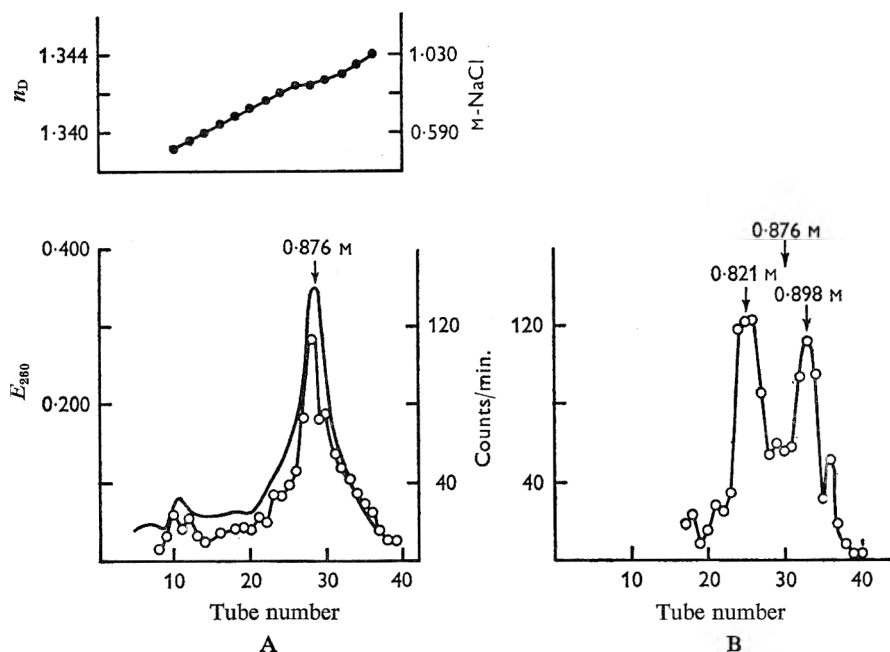 1·344
1·340
n_D
1·030
0·590
M-NaCl
0·400
0·200
E₂₆₀
0·876 M
120
40
Counts/min.
10 20 30 40
Tube number
A
0·876 M
0·821 M
0·898 M
120
40
10 20 30 40
Tube number
B